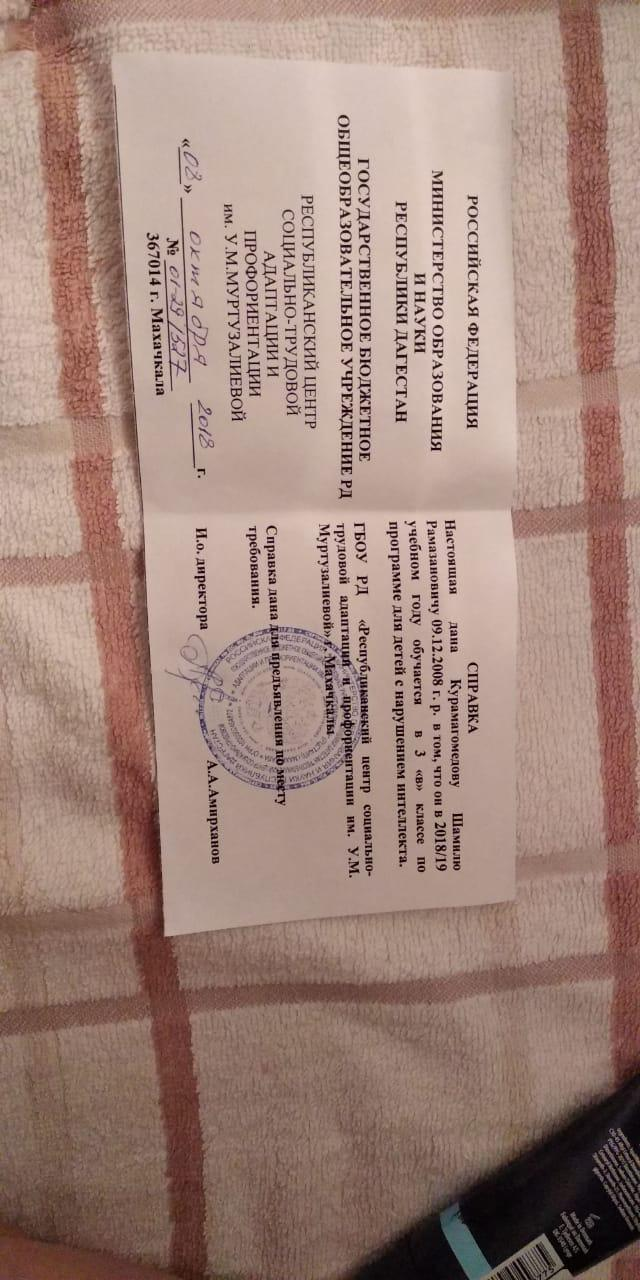 РОССИЙСКАЯ ФЕДЕРАЦИЯ
МИНИСТЕРСТВО ОБРАЗОВАНИЯ
И НАУКИ
РЕСПУБЛИКИ ДАГЕСТАН
ГОСУДАРСТВЕННОЕ БЮДЖЕТНОЕ
ОБЩЕОБРАЗОВАТЕЛЬНОЕ УЧРЕЖДЕНИЕ РД
РЕСПУБЛИКАНСКИЙ ЦЕНТР
СОЦИАЛЬНО-ТРУДОВОЙ
АДАПТАЦИИ И
ПРОФОРИЕНТАЦИИ
им. У.М.МУРТУЗАЛИЕВОЙ
«08» октября 2018 г.
№ 01-29/327
367014 г. Махачкала
СПРАВКА
Настоящая дана Курамагомедову Шамилю
Рамазановичу 09.12.2008 г. р. в том, что он в 2018/19
учебном году обучается в 3 «в» классе по
программе для детей с нарушением интеллекта.
ГБОУ РД «Республиканский центр социально-
трудовой адаптации и профориентации им. У.М.
Муртузалиевой» г. Махачкалы
Справка дана для предъявления по месту
требования.
И.о. директора А.А.Амирханов